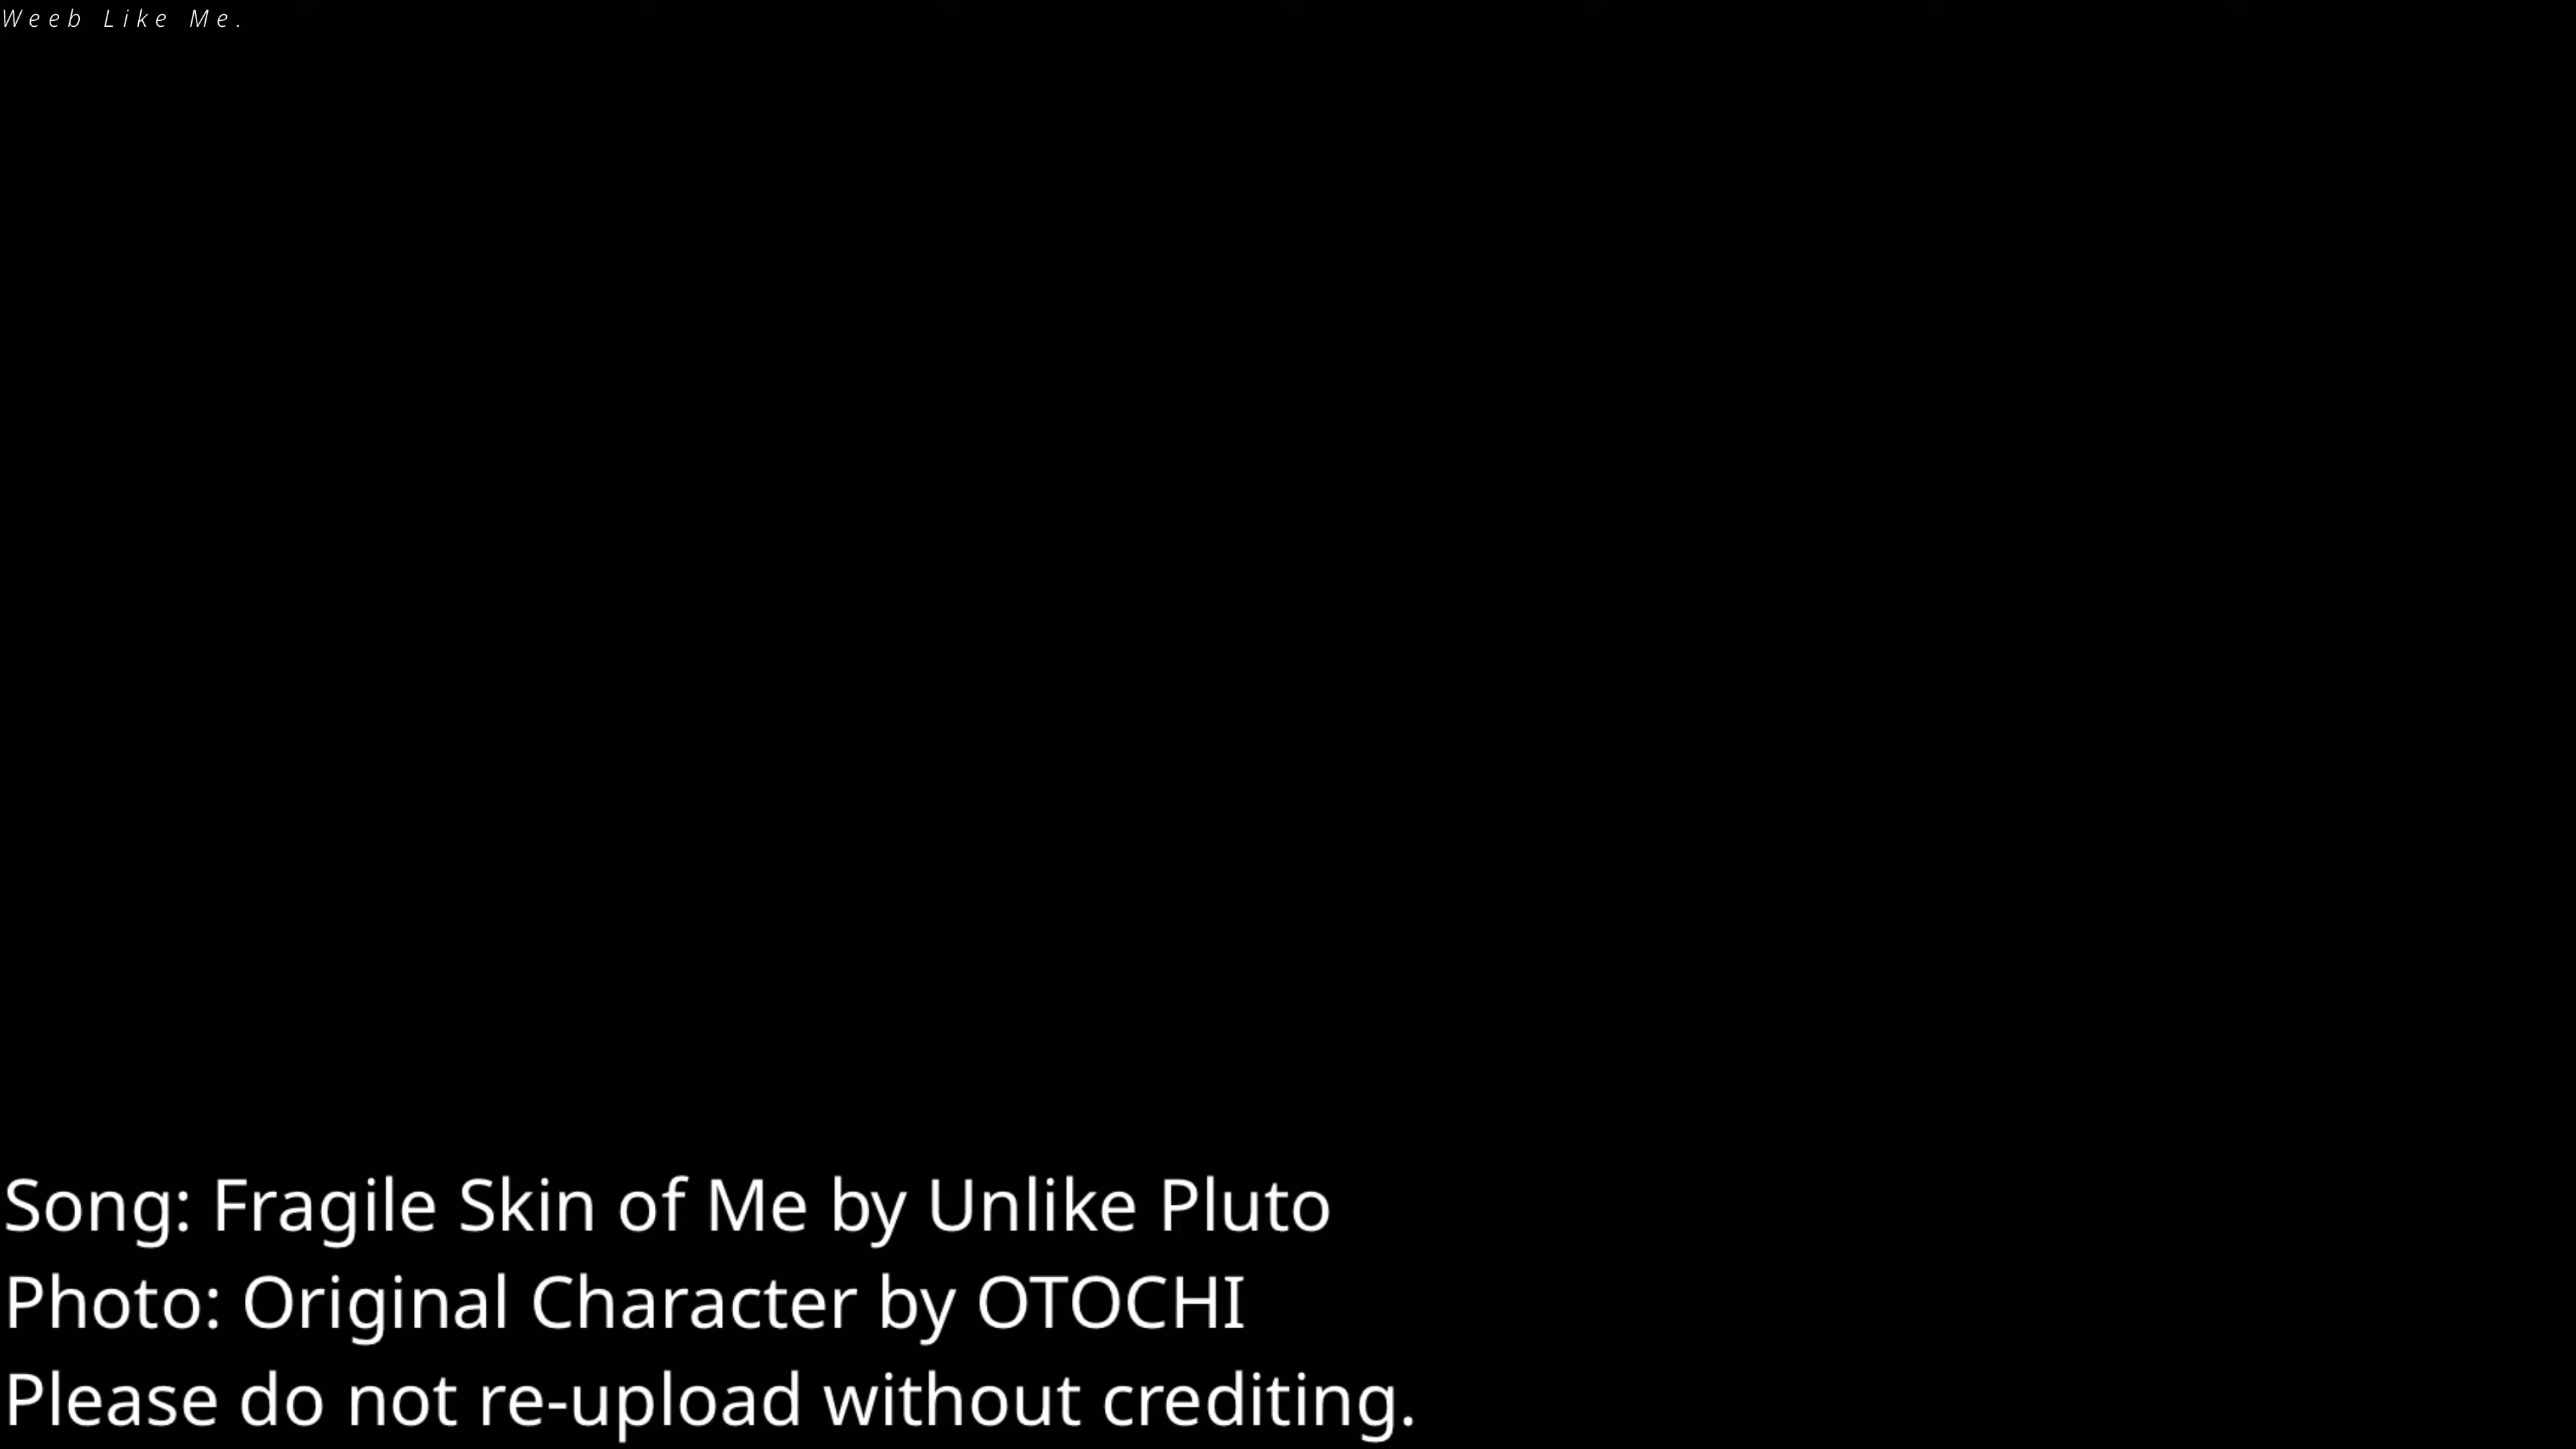 Weeb Like Me.
Song: Fragile Skin of Me by Unlike Pluto
Photo: Original Character by OTOCHI
Please do not re-upload without crediting.